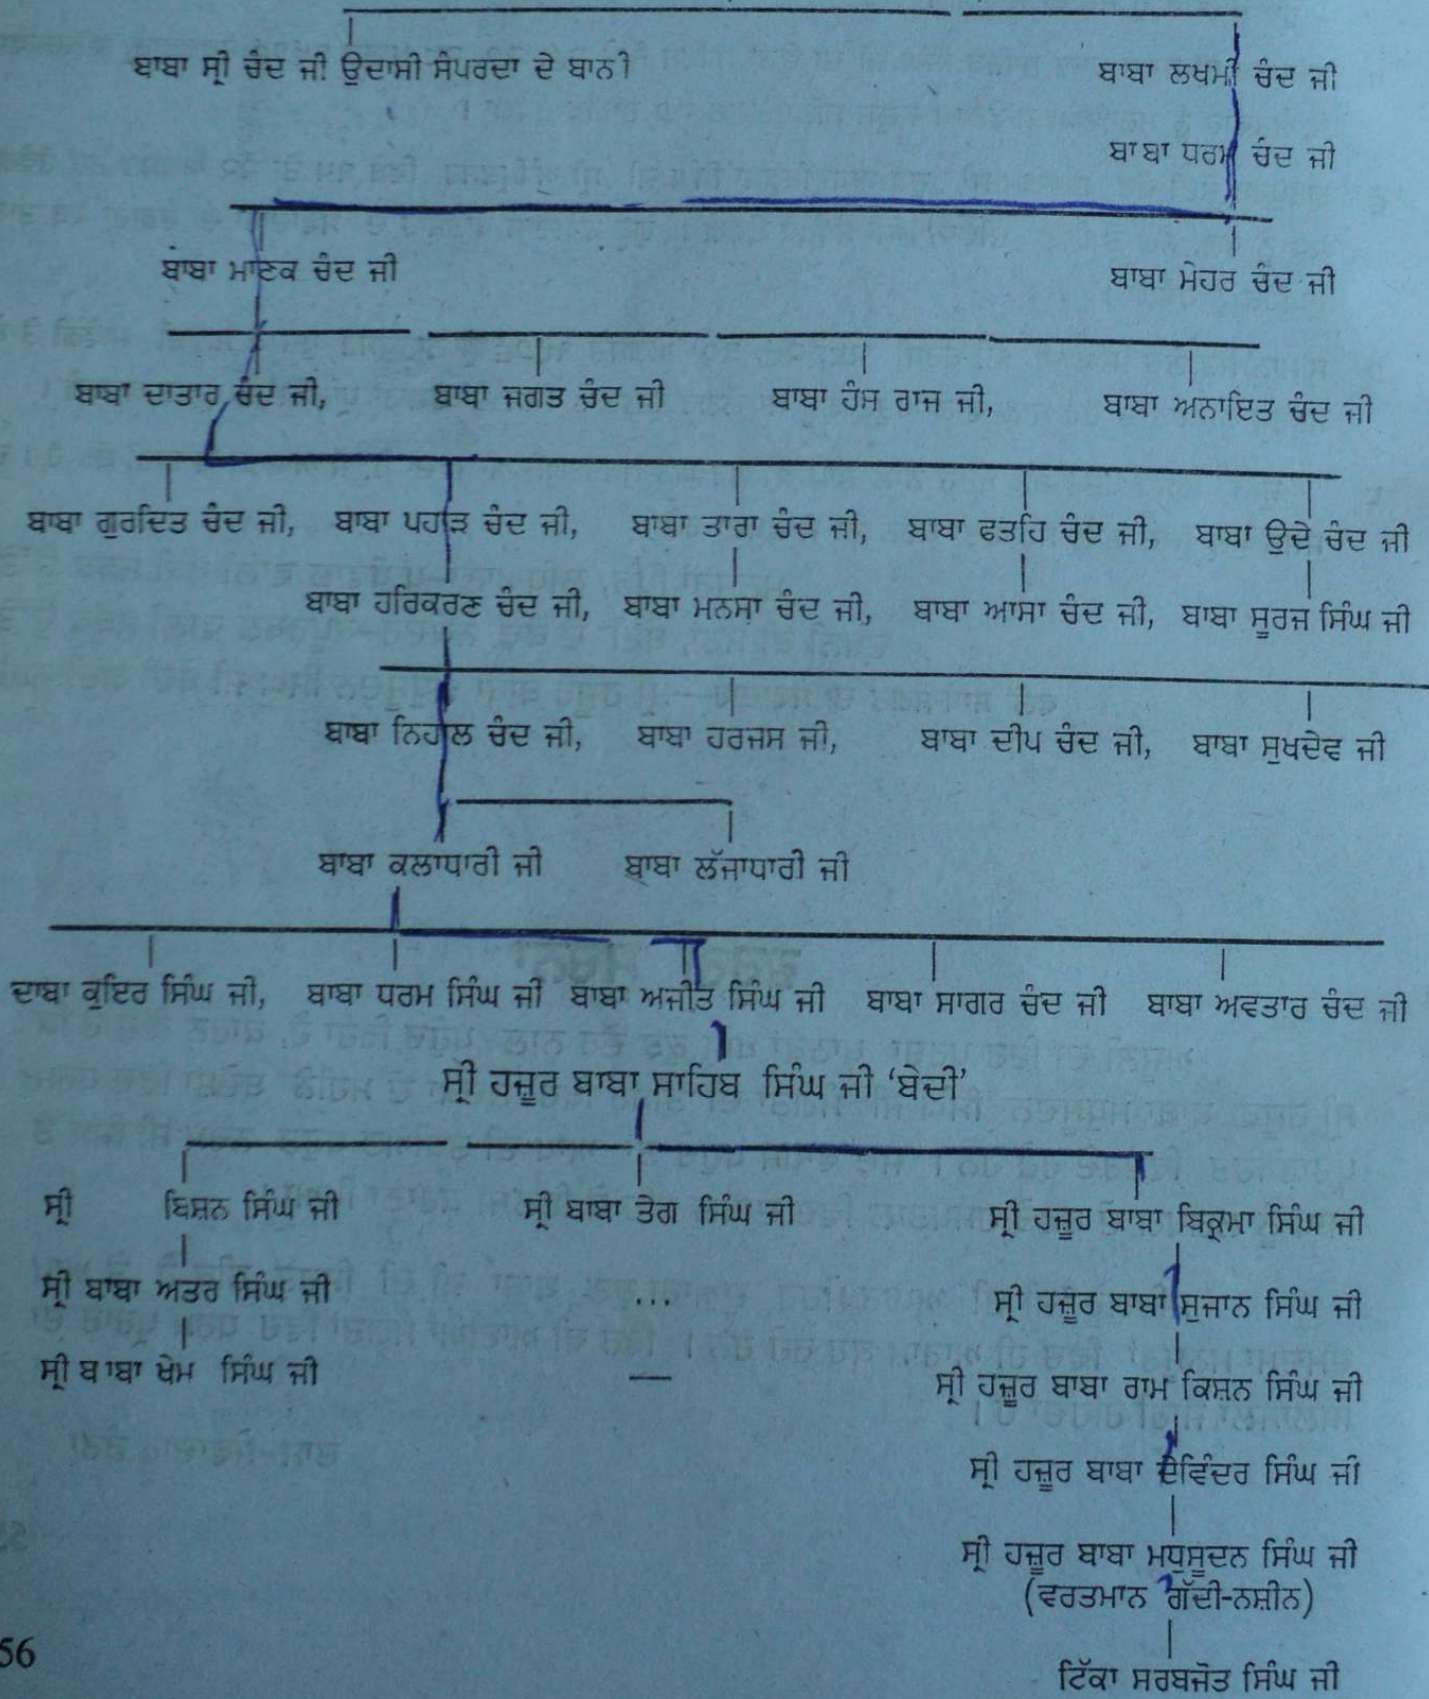 ਬਾਬਾ ਸ੍ਰੀ ਚੰਦ ਜੀ ਉਦਾਸੀ ਸੰਪਰਦਾ ਦੇ ਬਾਨੀ ਬਾਬਾ ਲਖਮੀ ਚੰਦ ਜੀ
ਬਾਬਾ ਧਰਮ ਚੰਦ ਜੀ
ਬਾਬਾ ਮਾਣਕ ਚੰਦ ਜੀ ਬਾਬਾ ਮੇਹਰ ਚੰਦ ਜੀ
ਬਾਬਾ ਦਾਤਾਰ ਚੰਦ ਜੀ, ਬਾਬਾ ਜਗਤ ਚੰਦ ਜੀ ਬਾਬਾ ਹੰਸ ਰਾਜ ਜੀ, ਬਾਬਾ ਅਨਾਇਤ ਚੰਦ ਜੀ
ਬਾਬਾ ਗੁਰਦਿਤ ਚੰਦ ਜੀ, ਬਾਬਾ ਪਹਾੜ ਚੰਦ ਜੀ, ਬਾਬਾ ਤਾਰਾ ਚੰਦ ਜੀ, ਬਾਬਾ ਫਤਹਿ ਚੰਦ ਜੀ, ਬਾਬਾ ਉਦੇ ਚੰਦ ਜੀ
ਬਾਬਾ ਹਰਿਕਰਣ ਚੰਦ ਜੀ, ਬਾਬਾ ਮਨਸਾ ਚੰਦ ਜੀ, ਬਾਬਾ ਆਸਾ ਚੰਦ ਜੀ, ਬਾਬਾ ਸੂਰਜ ਸਿੰਘ ਜੀ
ਬਾਬਾ ਨਿਹਾਲ ਚੰਦ ਜੀ, ਬਾਬਾ ਹਰਜਸ ਜੀ, ਬਾਬਾ ਦੀਪ ਚੰਦ ਜੀ, ਬਾਬਾ ਸੁਖਦੇਵ ਜੀ
ਬਾਬਾ ਕਲਾਧਾਰੀ ਜੀ ਬਾਬਾ ਲੱਜਾਧਾਰੀ ਜੀ
ਦਾਬਾ ਕੁਇਰ ਸਿੰਘ ਜੀ, ਬਾਬਾ ਧਰਮ ਸਿੰਘ ਜੀ ਬਾਬਾ ਅਜੀਤ ਸਿੰਘ ਜੀ ਬਾਬਾ ਸਾਗਰ ਚੰਦ ਜੀ ਬਾਬਾ ਅਵਤਾਰ ਚੰਦ ਜੀ
ਸ੍ਰੀ ਹਜ਼ੂਰ ਬਾਬਾ ਸਾਹਿਬ ਸਿੰਘ ਜੀ ‘ਬੇਦੀ’
ਸ੍ਰੀ ਬਿਸ਼ਨ ਸਿੰਘ ਜੀ ਸ੍ਰੀ ਬਾਬਾ ਤੇਗ ਸਿੰਘ ਜੀ ਸ੍ਰੀ ਹਜ਼ੂਰ ਬਾਬਾ ਬਿਕ੍ਰਮਾ ਸਿੰਘ ਜੀ
ਸ੍ਰੀ ਬਾਬਾ ਅਤਰ ਸਿੰਘ ਜੀ ... ਸ੍ਰੀ ਹਜ਼ੂਰ ਬਾਬਾ ਸੁਜਾਨ ਸਿੰਘ ਜੀ
ਸ੍ਰੀ ਬਾਬਾ ਖੇਮ ਸਿੰਘ ਜੀ — ਸ੍ਰੀ ਹਜ਼ੂਰ ਬਾਬਾ ਰਾਮ ਕਿਸ਼ਨ ਸਿੰਘ ਜੀ
ਸ੍ਰੀ ਹਜ਼ੂਰ ਬਾਬਾ ਦੇਵਿੰਦਰ ਸਿੰਘ ਜੀ
ਸ੍ਰੀ ਹਜ਼ੂਰ ਬਾਬਾ ਮਧੁਸੂਦਨ ਸਿੰਘ ਜੀ
(ਵਰਤਮਾਨ ਗੱਦੀ-ਨਸ਼ੀਨ)
56
ਟਿੱਕਾ ਸਰਬਜੋਤ ਸਿੰਘ ਜੀ